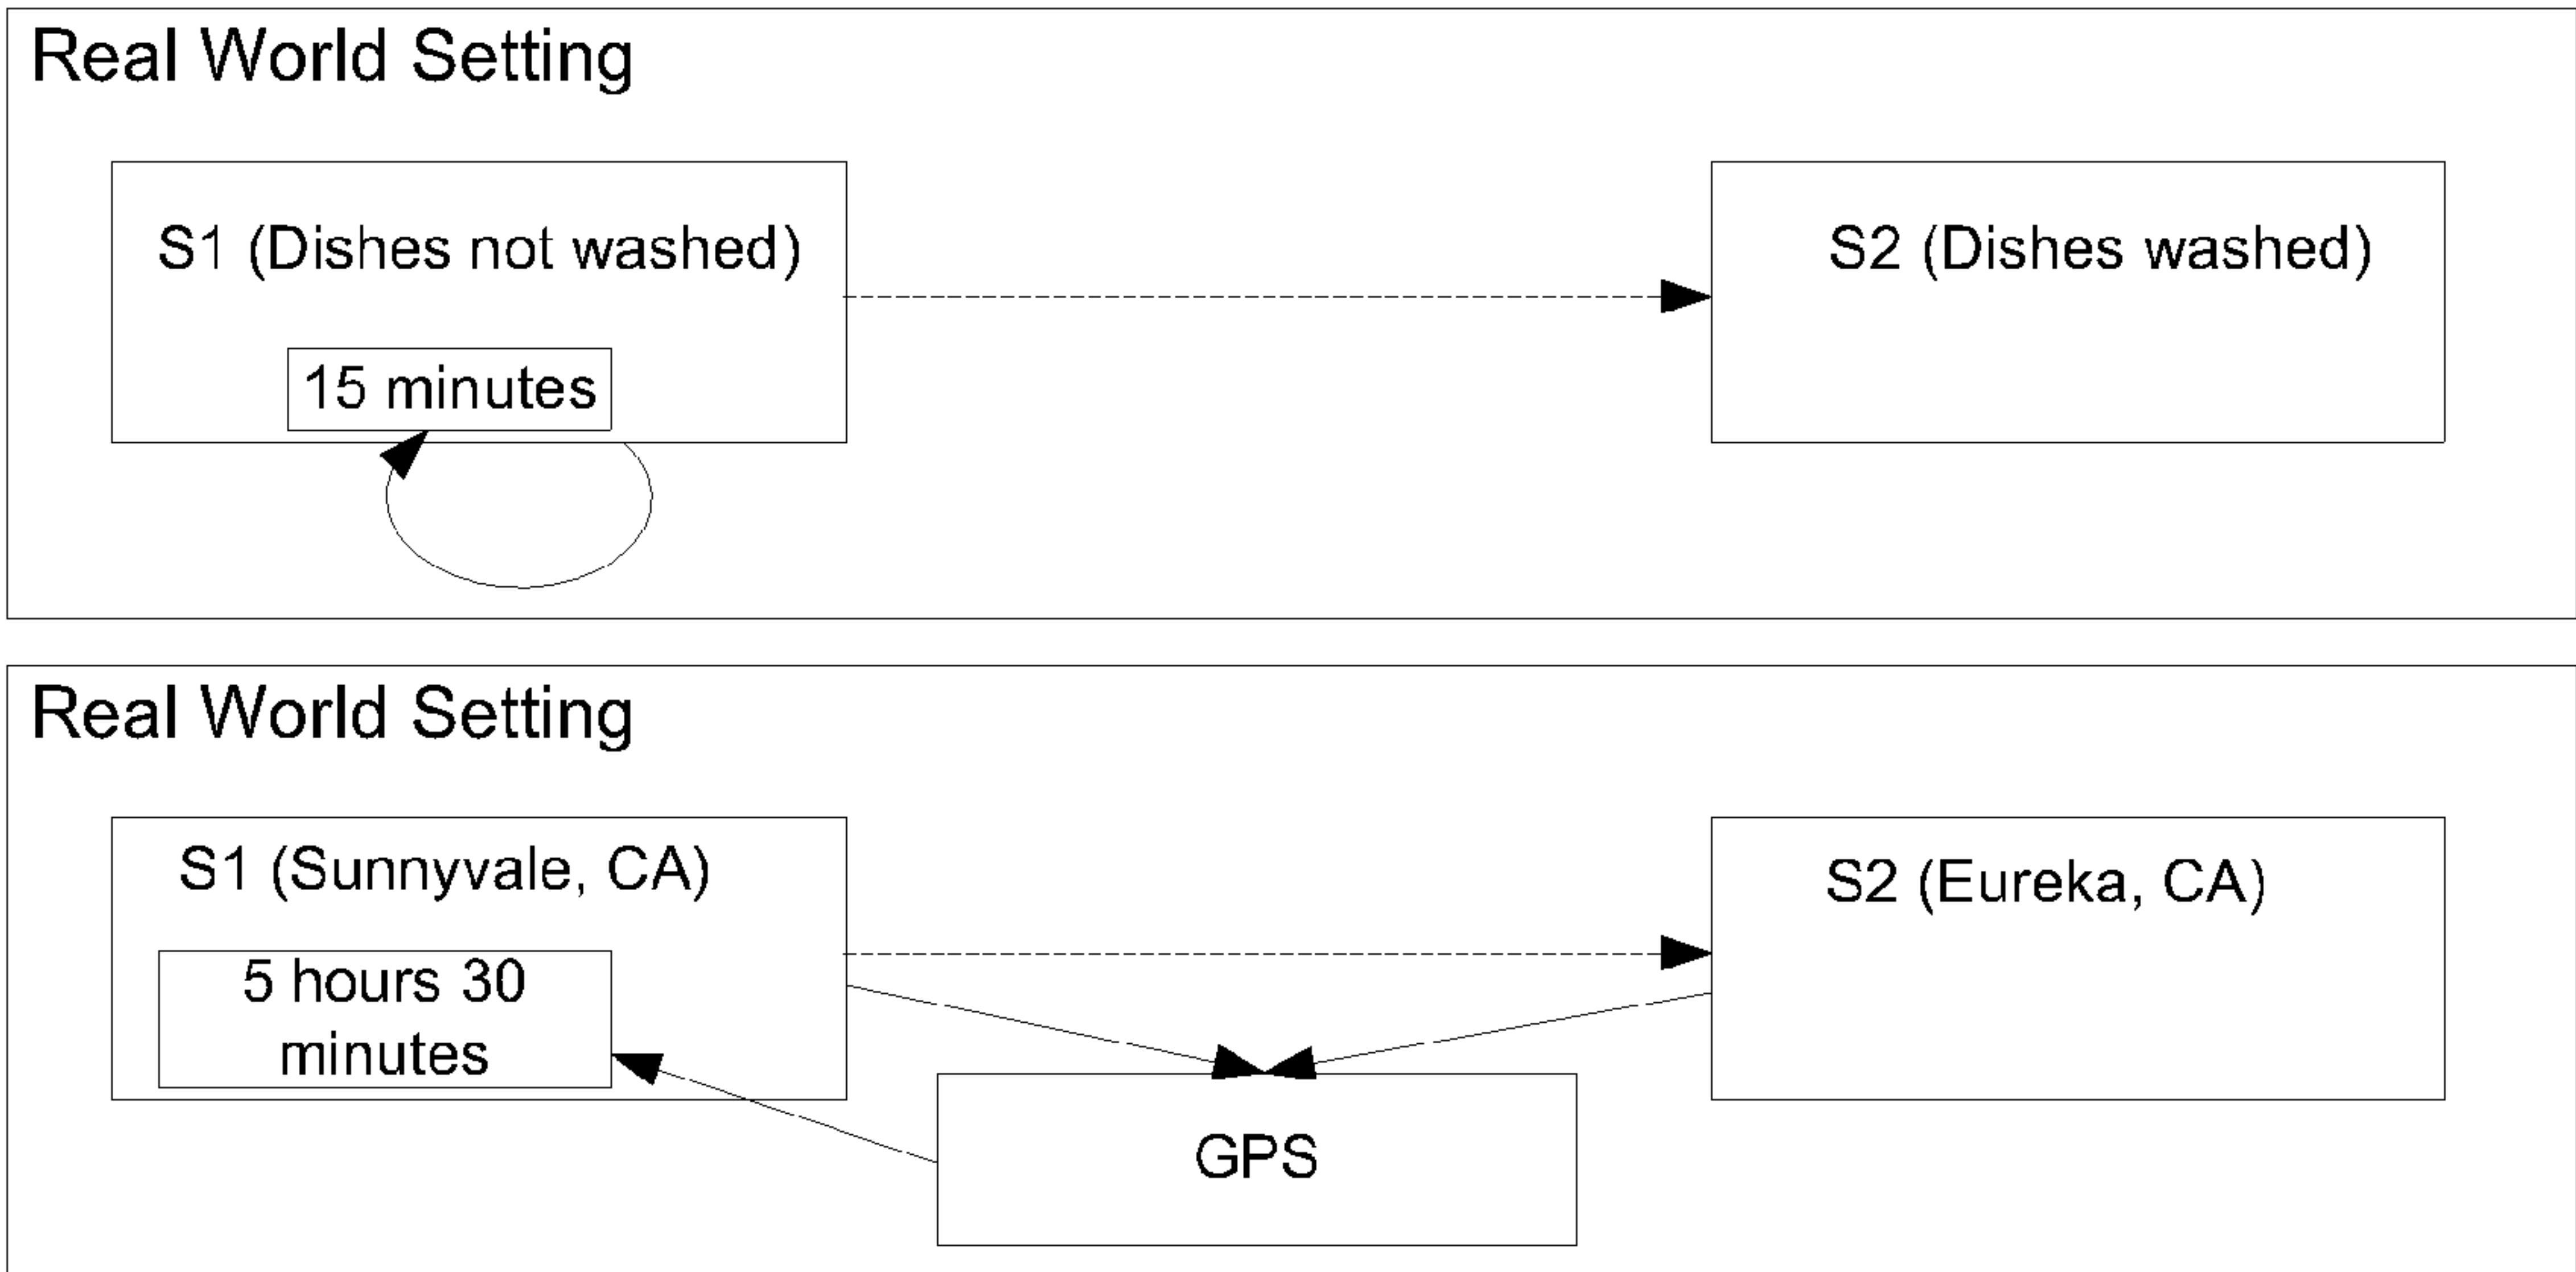 Real World Setting
S1 (Dishes not washed)
S2 (Dishes washed)
15 minutes
Real World Setting
S1 (Sunnyvale, CA)
S2 (Eureka, CA)
5 hours 30
minutes
GPS